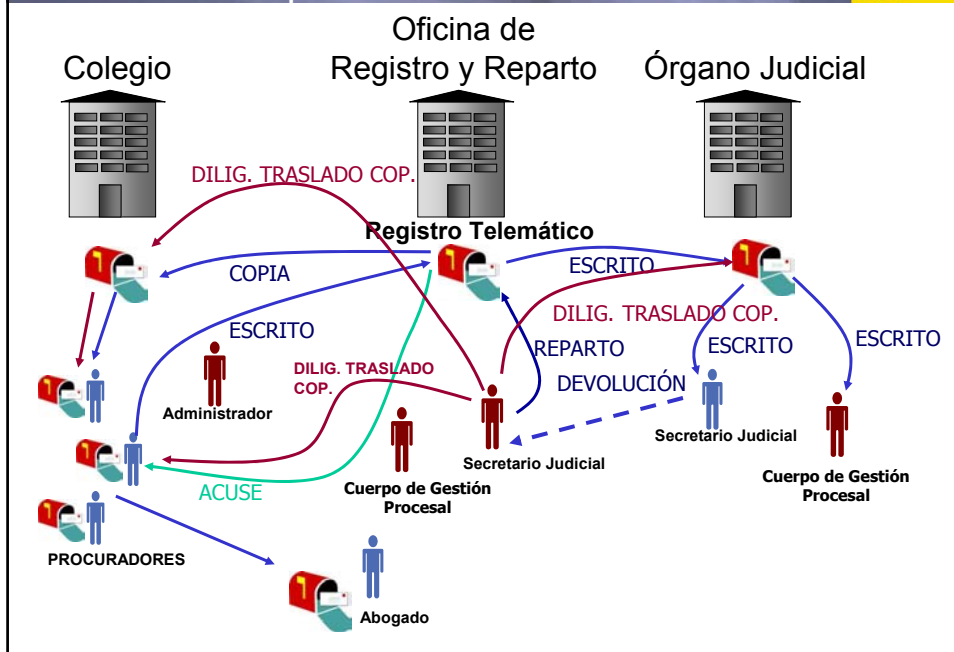 Colegio
Oficina de
Registro y Reparto
Órgano Judicial
DILIG. TRASLADO COP.
Registro Telemático
COPIA
ESCRITO
ESCRITO
DILIG. TRASLADO COP.
DILIG. TRASLADO
COP.
REPARTO
ESCRITO
ESCRITO
DEVOLUCIÓN
Administrador
Secretario Judicial
Secretario Judicial
ACUSE
Cuerpo de Gestión
Procesal
Cuerpo de Gestión
Procesal
PROCURADORES
Abogado